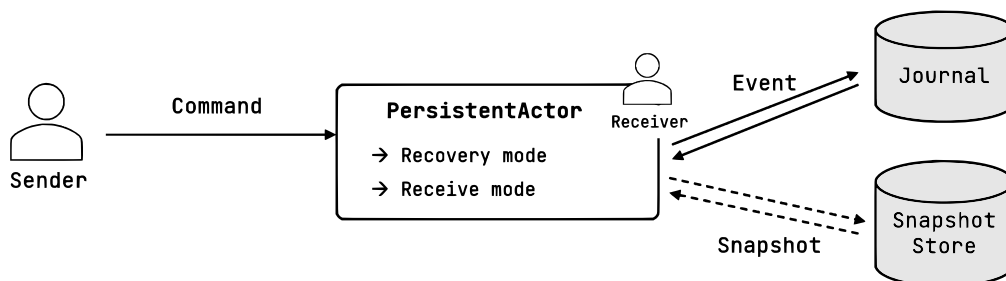 Sender
Command
PersistentActor
→ Recovery mode
→ Receive mode
Receiver
Event
Snapshot
Journal
Snapshot
Store